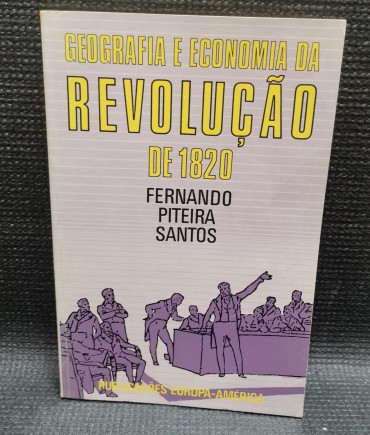 GEOGRAFIA E ECONOMIA DA
REVOLUÇÃO
DE 1820
FERNANDO
PITEIRA
SANTOS
PUBLICAÇÕES EUROPA-AMÉRICA